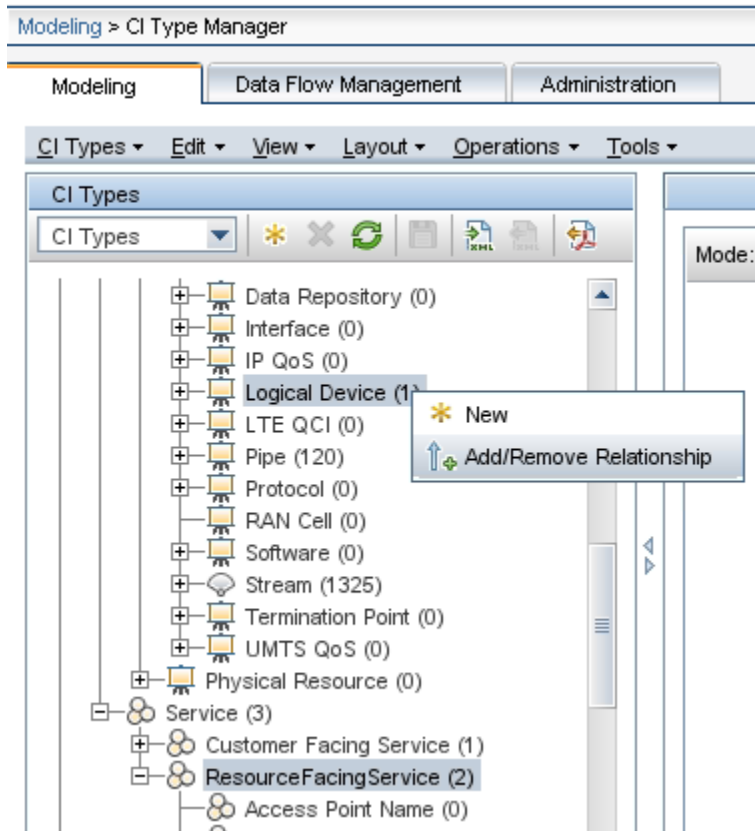 Modeling > CI Type Manager
Modeling Data Flow Management Administration
CI Types Edit View Layout Operations Tools
CI Types
CI Types
Mode:
Data Repository (0)
Interface (0)
IP QoS (0)
Logical Device (1)
New
LTE QCI (0)
Add/Remove Relationship
Pipe (120)
Protocol (0)
RAN Cell (0)
Software (0)
Stream (1325)
Termination Point (0)
UMTS QoS (0)
Physical Resource (0)
Service (3)
Customer Facing Service (1)
ResourceFacingService (2)
Access Point Name (0)